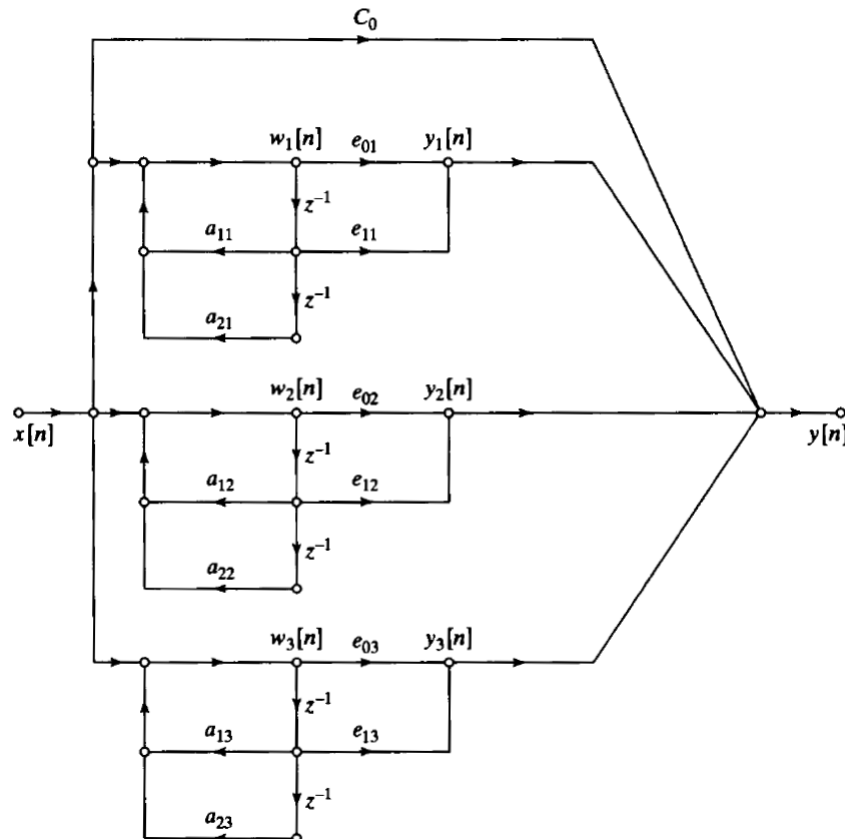 C₀
w₁[n] e₀₁ y₁[n]
z⁻¹
a₁₁ e₁₁
z⁻¹
a₂₁
w₂[n] e₀₂ y₂[n]
x[n] y[n]
z⁻¹
a₁₂ e₁₂
z⁻¹
a₂₂
w₃[n] e₀₃ y₃[n]
z⁻¹
a₁₃ e₁₃
z⁻¹
a₂₃